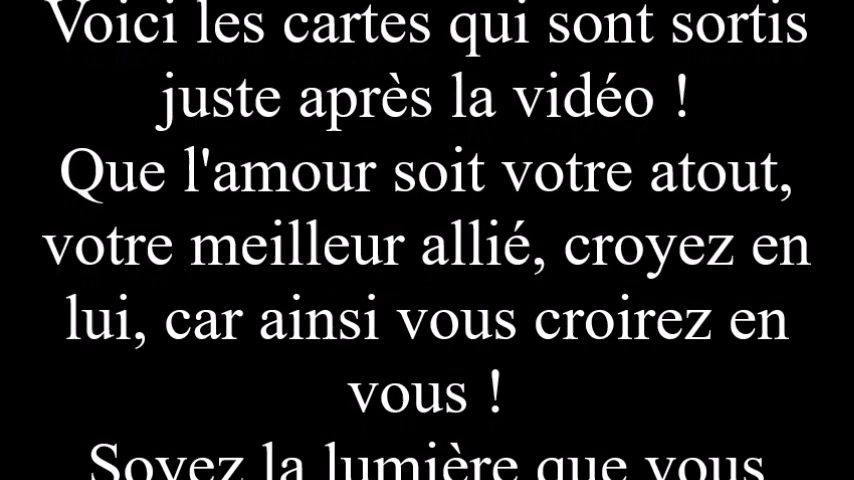 Voici les cartes qui sont sortis
juste après la vidéo !
Que l'amour soit votre atout,
votre meilleur allié, croyez en
lui, car ainsi vous croirez en
vous !
Soyez la lumière que vous